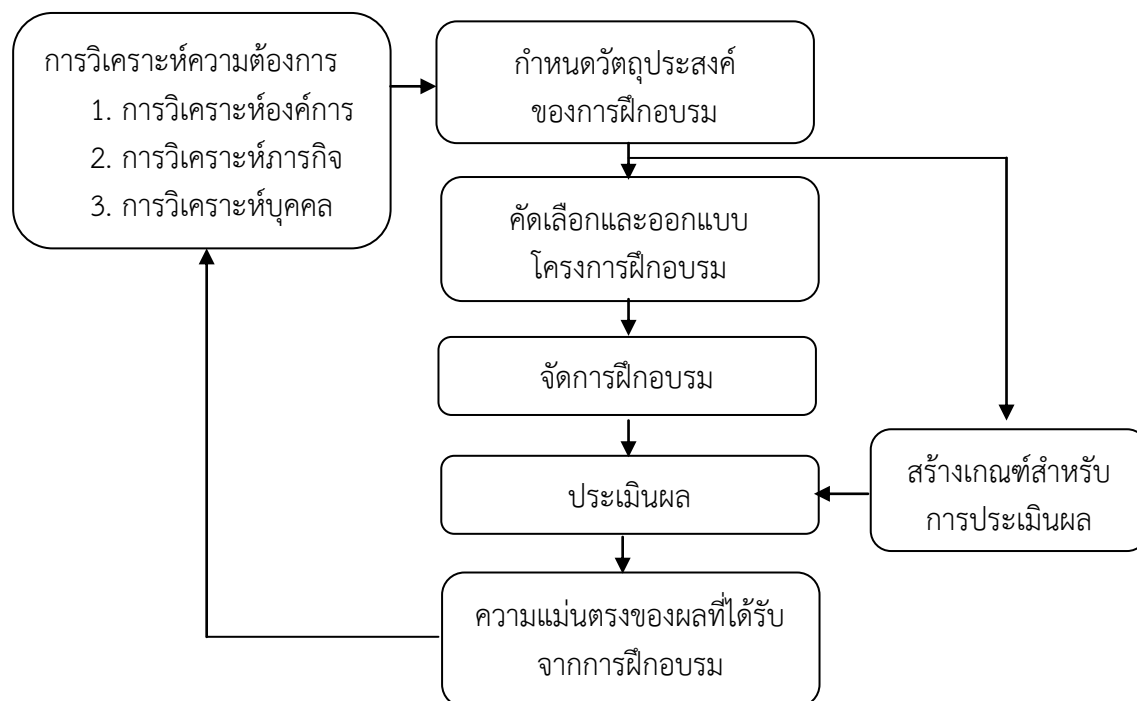 การวิเคราะห์ความต้องการ
1. การวิเคราะห์องค์การ
2. การวิเคราะห์ภารกิจ
3. การวิเคราะห์บุคคล
กำหนดวัตถุประสงค์
ของการฝึกอบรม
คัดเลือกและออกแบบ
โครงการฝึกอบรม
จัดการฝึกอบรม
ประเมินผล
สร้างเกณฑ์สำหรับ
การประเมินผล
ความแม่นตรงของผลที่ได้รับ
จากการฝึกอบรม